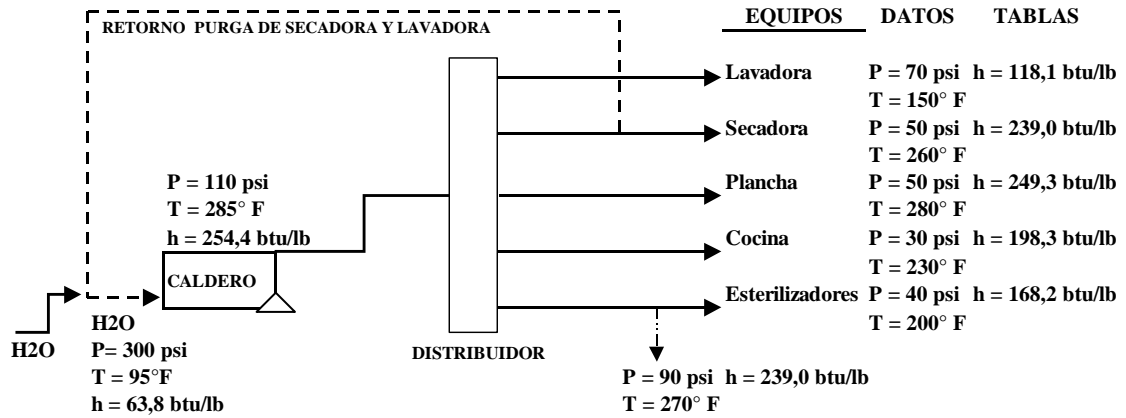 RETORNO PURGA DE SECADORA Y LAVADORA
EQUIPOS DATOS TABLAS
Lavadora P = 70 psi h = 118,1 btu/lb
T = 150° F
Secadora P = 50 psi h = 239,0 btu/lb
T = 260° F
Plancha P = 50 psi h = 249,3 btu/lb
T = 280° F
Cocina P = 30 psi h = 198,3 btu/lb
T = 230° F
Esterilizadores P = 40 psi h = 168,2 btu/lb
T = 200° F
P = 110 psi
T = 285° F
h = 254,4 btu/lb
CALDERO
H2O
H2O
P= 300 psi
T = 95°F
h = 63,8 btu/lb
DISTRIBUIDOR
P = 90 psi h = 239,0 btu/lb
T = 270° F